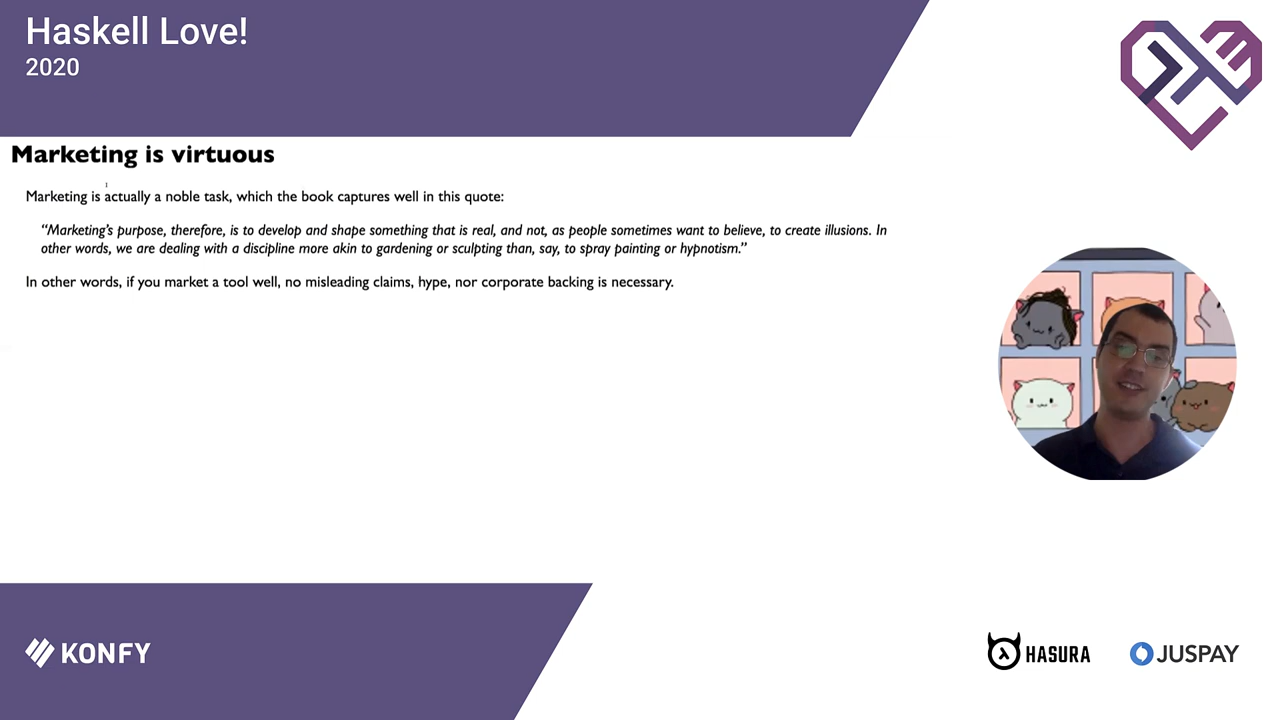 Haskell Love!
2020
Marketing is virtuous
Marketing is actually a noble task, which the book captures well in this quote:
“Marketing’s purpose, therefore, is to develop and shape something that is real, and not, as people sometimes want to believe, to create illusions. In
other words, we are dealing with a discipline more akin to gardening or sculpting than, say, to spray painting or hypnotism.”
In other words, if you market a tool well, no misleading claims, hype, nor corporate backing is necessary.
KONFY
HASURA
JUSPAY